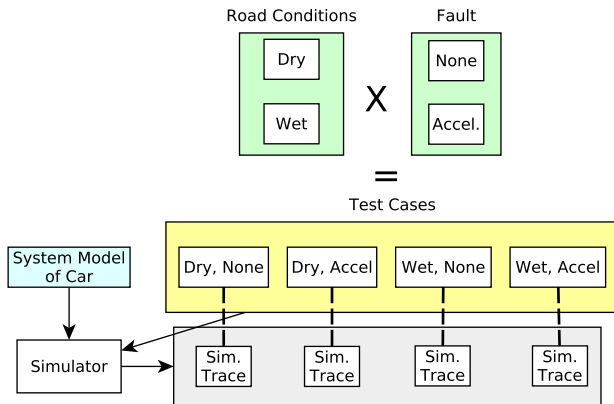 Road Conditions
Fault
Dry
None
X
Wet
Accel.
=
Test Cases
System Model
of Car
Dry, None
Dry, Accel
Wet, None
Wet, Accel
Simulator
Sim.
Trace
Sim.
Trace
Sim.
Trace
Sim.
Trace